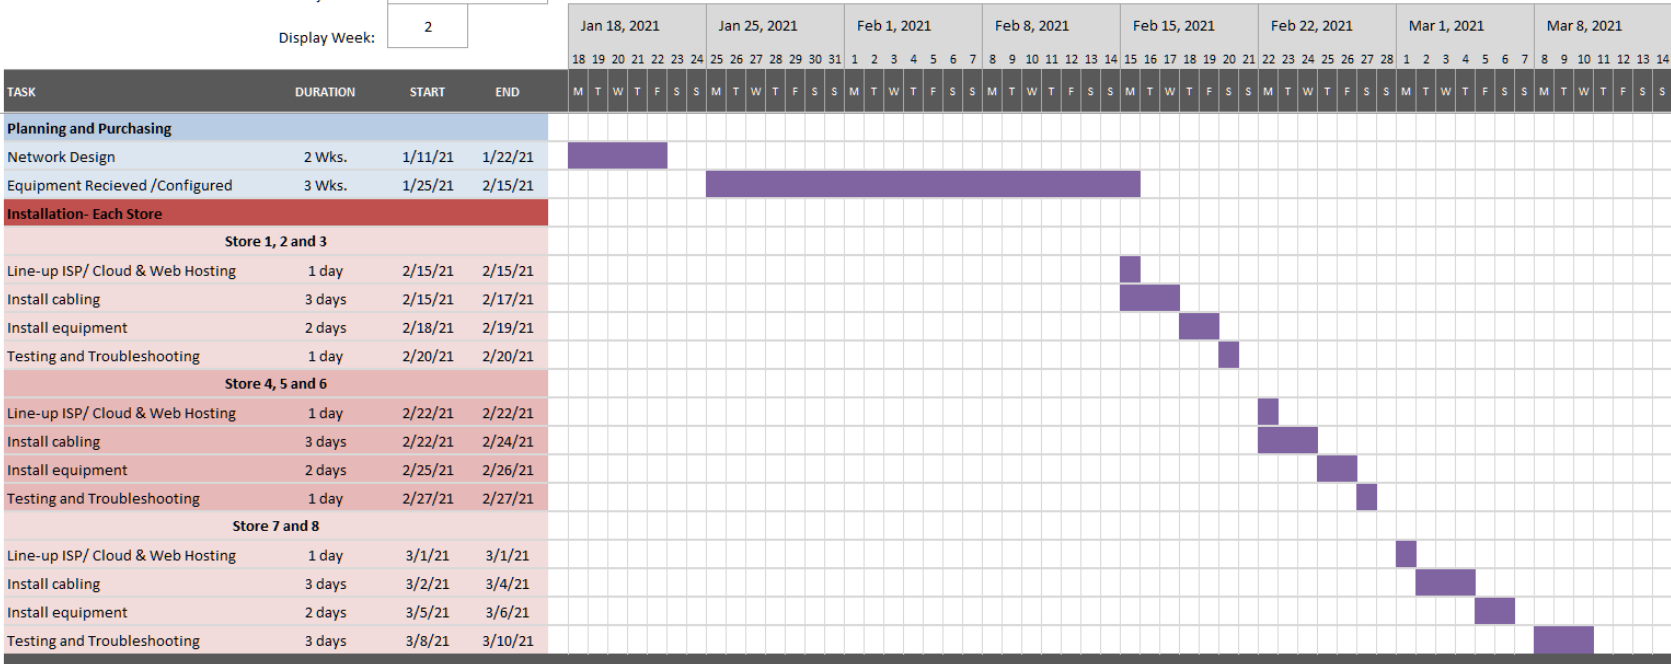 Display Week: 2
Jan 18, 2021 Jan 25, 2021 Feb 1, 2021 Feb 8, 2021 Feb 15, 2021 Feb 22, 2021 Mar 1, 2021 Mar 8, 2021
18 19 20 21 22 23 24 25 26 27 28 29 30 31 1 2 3 4 5 6 7 8 9 10 11 12 13 14 15 16 17 18 19 20 21 22 23 24 25 26 27 28 1 2 3 4 5 6 7 8 9 10 11 12 13 14
TASK DURATION START END M T W T F S S M T W T F S S M T W T F S S M T W T F S S M T W T F S S M T W T F S S M T W T F S S M T W T F S S
Planning and Purchasing
Network Design 2 Wks. 1/11/21 1/22/21
Equipment Recieved /Configured 3 Wks. 1/25/21 2/15/21
Installation- Each Store
Store 1, 2 and 3
Line-up ISP/ Cloud & Web Hosting 1 day 2/15/21 2/15/21
Install cabling 3 days 2/15/21 2/17/21
Install equipment 2 days 2/18/21 2/19/21
Testing and Troubleshooting 1 day 2/20/21 2/20/21
Store 4, 5 and 6
Line-up ISP/ Cloud & Web Hosting 1 day 2/22/21 2/22/21
Install cabling 3 days 2/22/21 2/24/21
Install equipment 2 days 2/25/21 2/26/21
Testing and Troubleshooting 1 day 2/27/21 2/27/21
Store 7 and 8
Line-up ISP/ Cloud & Web Hosting 1 day 3/1/21 3/1/21
Install cabling 3 days 3/2/21 3/4/21
Install equipment 2 days 3/5/21 3/6/21
Testing and Troubleshooting 3 days 3/8/21 3/10/21